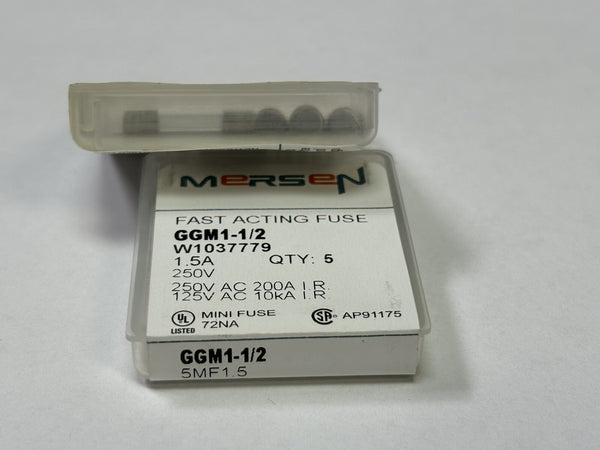 MERSEN
FAST ACTING FUSE
GGM1-1/2
W1037779
1.5A QTY: 5
250V
250V AC 200A I.R.
125V AC 10kA I.R.
UL LISTED MINI FUSE 72NA
SA® AP91175
GGM1-1/2
5MF1.5